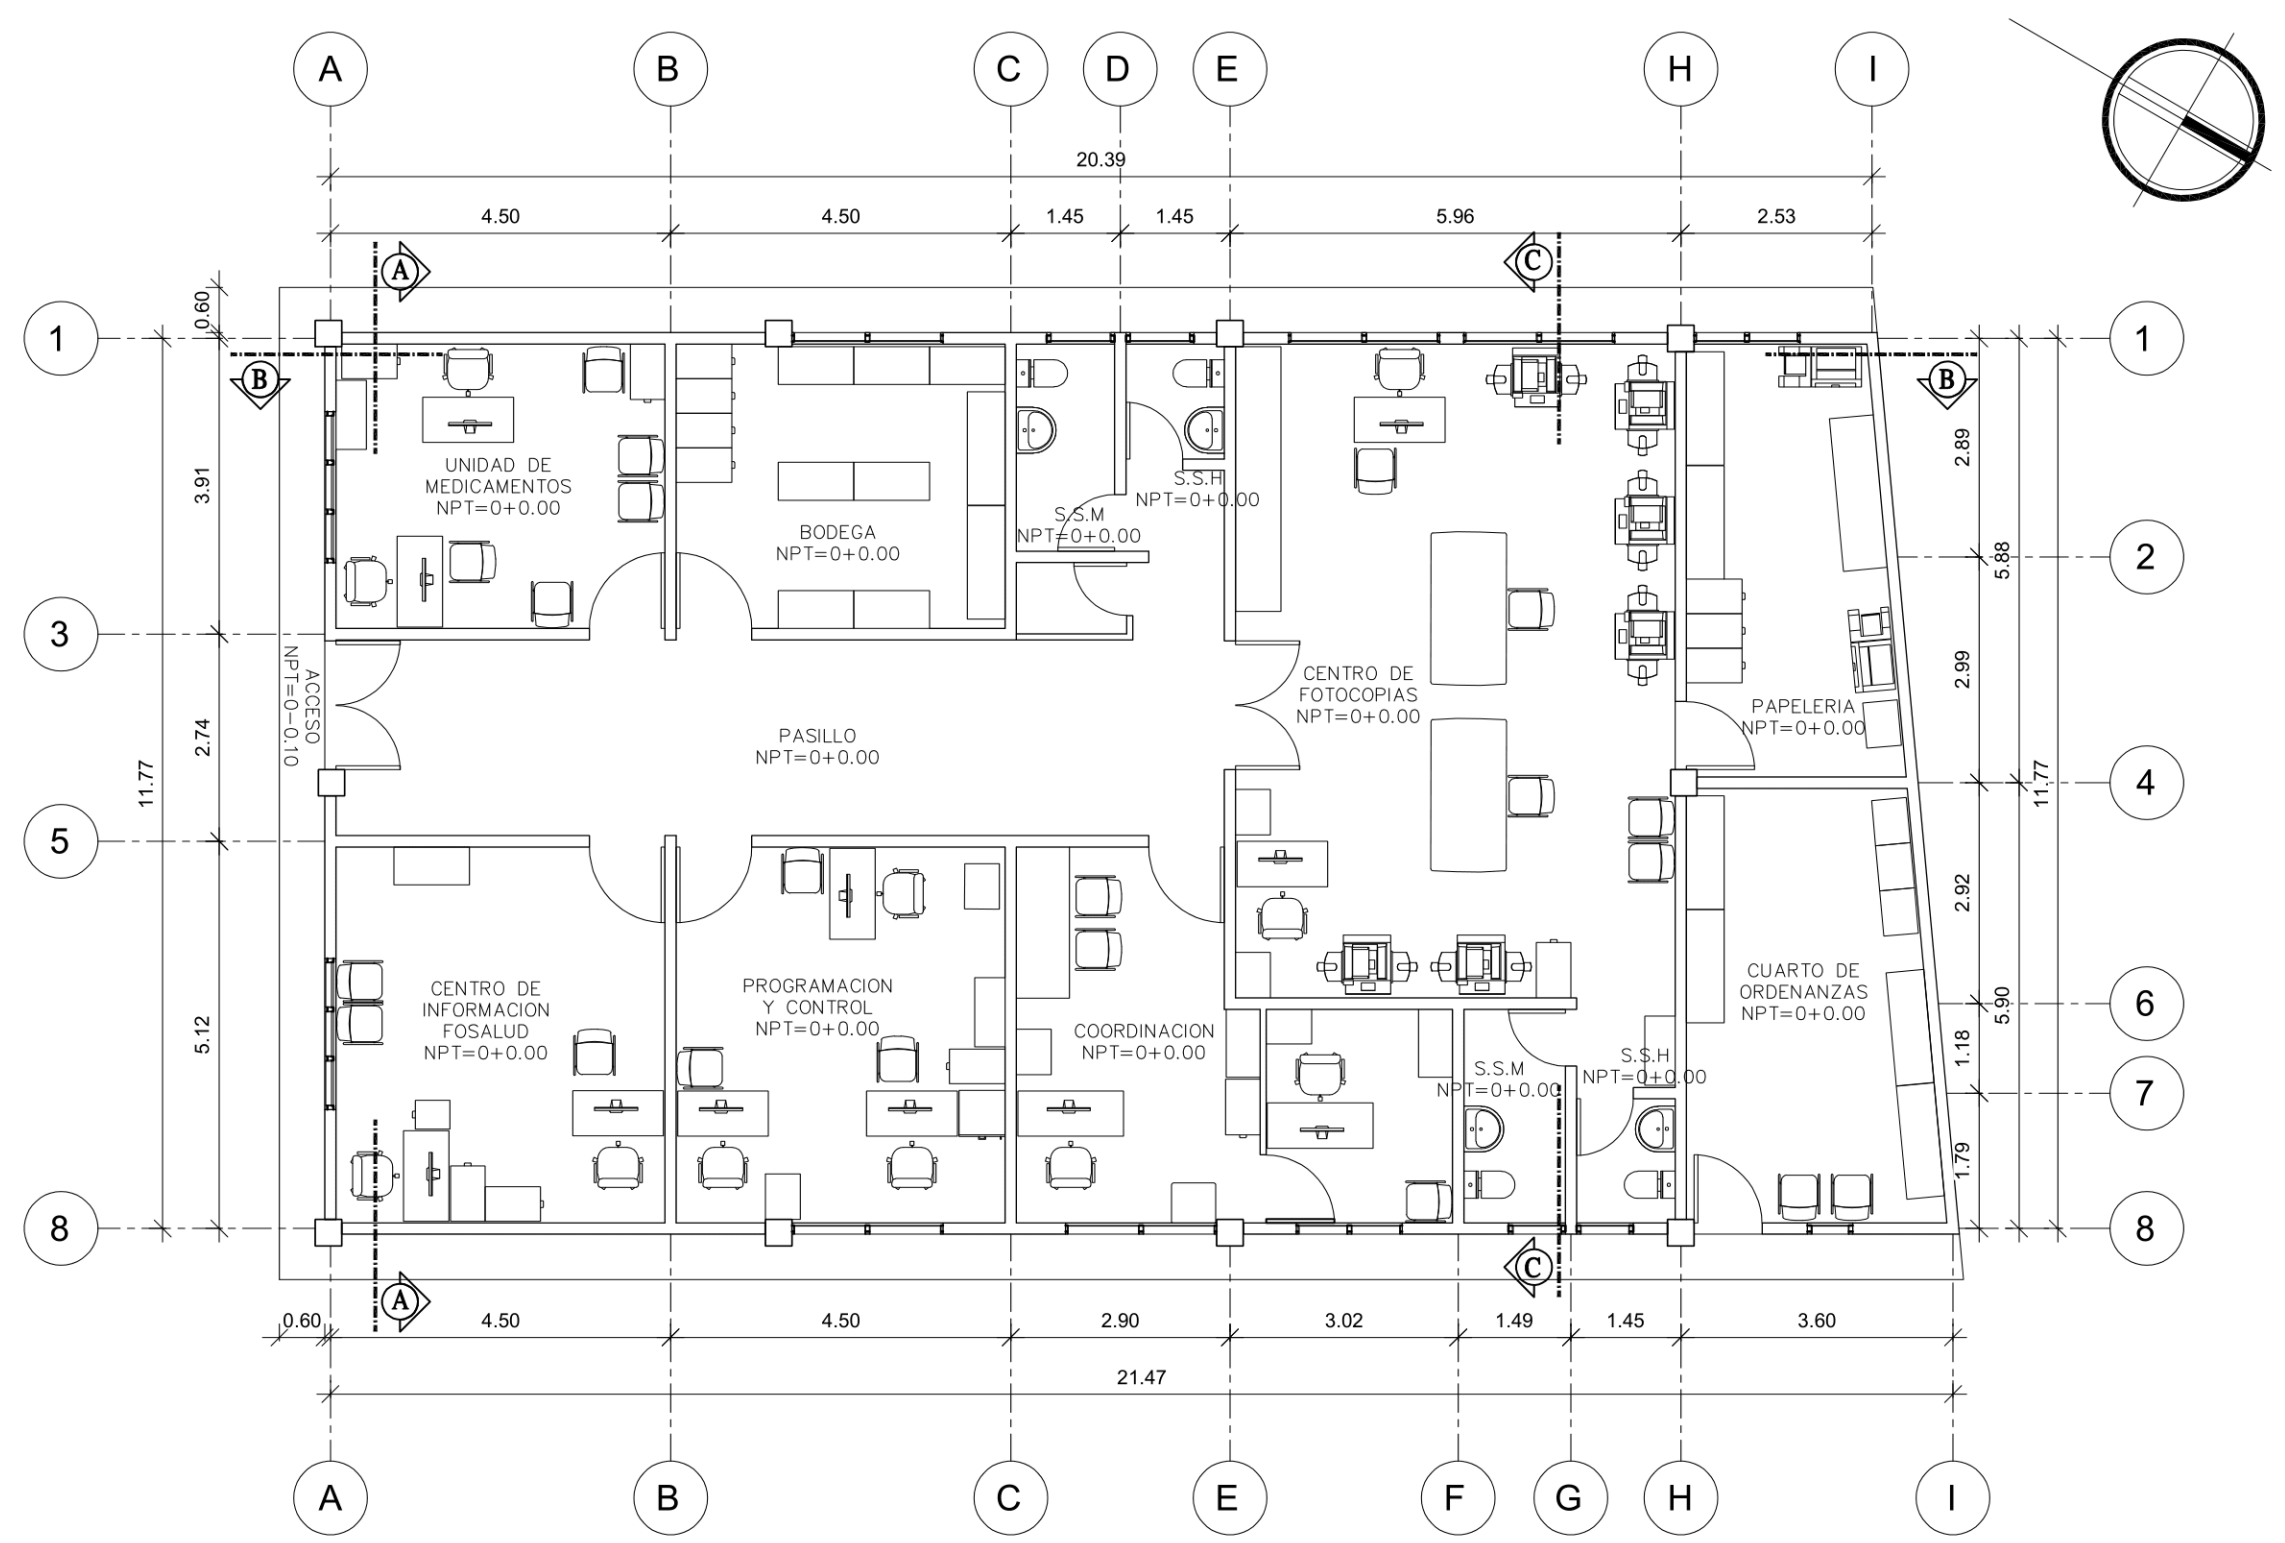 A B C D E H I
20.39
4.50 4.50 1.45 1.45 5.96 2.53
A
C
0.60
1
1
B
B
UNIDAD DE
MEDICAMENTOS
NPT=0+0.00
BODEGA
NPT=0+0.00
S.S.M
NPT=0+0.00
S.S.H
NPT=0+0.00
3.91
2.89
2
5.88
3
ACCESO
NPT=0-0.10
CENTRO DE
FOTOCOPIAS
NPT=0+0.00
2.99
PAPELERIA
NPT=0+0.00
PASILLO
NPT=0+0.00
2.74
11.77
11.77
4
5
2.92
CENTRO DE
INFORMACION
FOSALUD
NPT=0+0.00
PROGRAMACION
Y CONTROL
NPT=0+0.00
COORDINACION
NPT=0+0.00
CUARTO DE
ORDENANZAS
NPT=0+0.00
6
5.90
5.12
1.18
S.S.M
NPT=0+0.00
S.S.H
NPT=0+0.00
7
1.79
8
8
C
A
0.60 4.50 4.50 2.90 3.02 1.49 1.45 3.60
21.47
A B C E F G H I